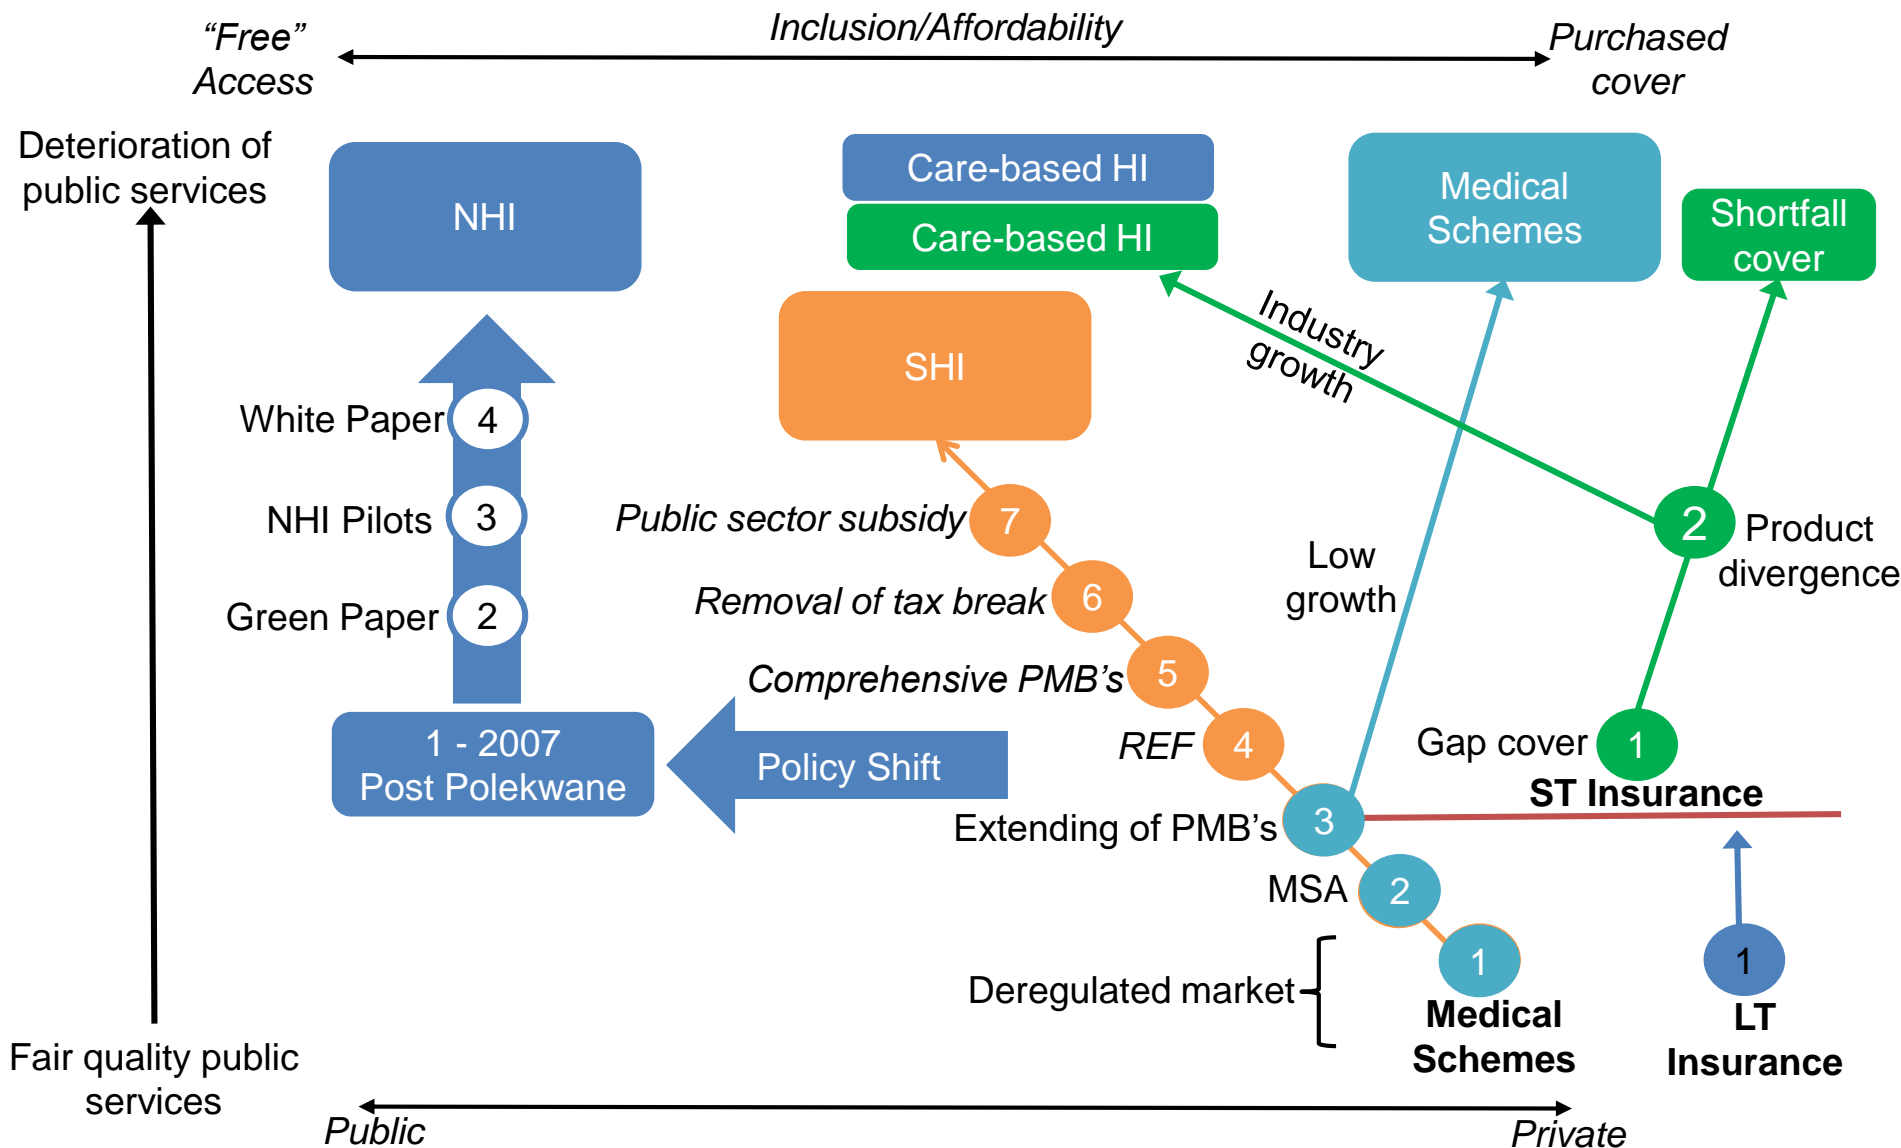 “Free”
Access
Inclusion/Affordability
Purchased
cover
Deterioration of
public services
NHI
Care-based HI
Care-based HI
Medical
Schemes
Shortfall
cover
SHI
Industry
growth
White Paper
4
NHI Pilots
3
Green Paper
2
Public sector subsidy
7
Removal of tax break
6
Comprehensive PMB’s
5
REF
4
Low
growth
2
Product
divergence
1 - 2007
Post Polekwane
Policy Shift
Gap cover
1
ST Insurance
Extending of PMB’s
3
MSA
2
Deregulated market
1
Medical
Schemes
1
LT
Insurance
Fair quality public
services
Public
Private